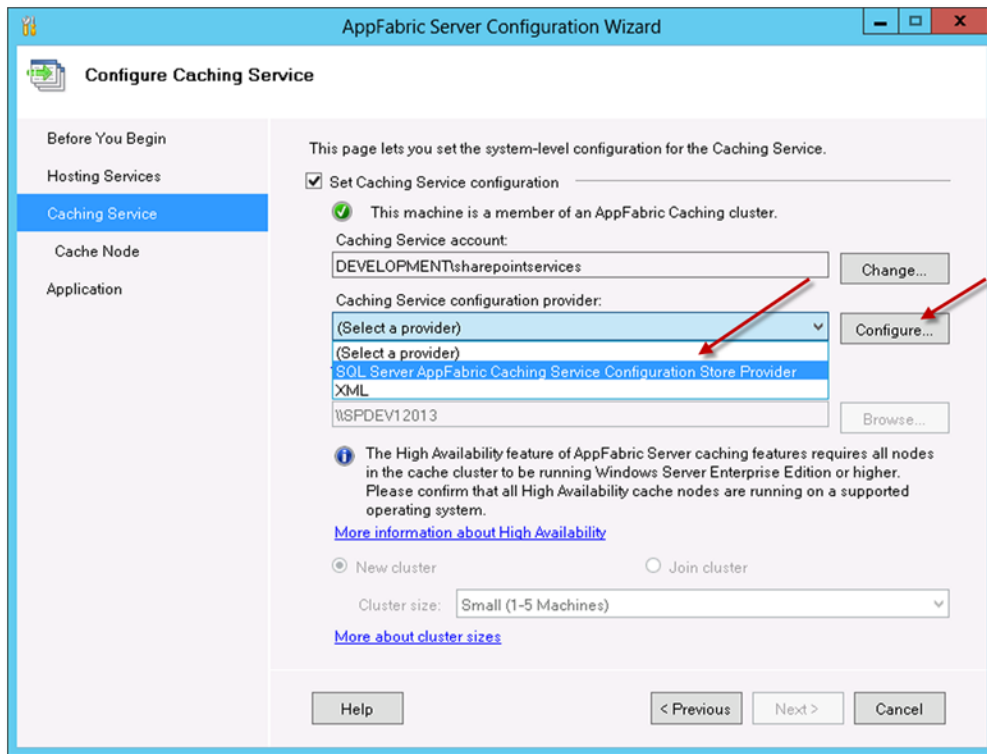 AppFabric Server Configuration Wizard
Configure Caching Service
Before You Begin
Hosting Services
Caching Service
Cache Node
Application
This page lets you set the system-level configuration for the Caching Service.
Set Caching Service configuration
This machine is a member of an AppFabric Caching cluster.
Caching Service account:
DEVELOPMENT\sharepointservices
Change...
Caching Service configuration provider:
(Select a provider)
Configure...
(Select a provider)
SQL Server AppFabric Caching Service Configuration Store Provider
XML
\\SPDEV12013
Browse...
The High Availability feature of AppFabric Server caching features requires all nodes
in the cache cluster to be running Windows Server Enterprise Edition or higher.
Please confirm that all High Availability cache nodes are running on a supported
operating system.
More information about High Availability
New cluster
Join cluster
Cluster size:
Small (1-5 Machines)
More about cluster sizes
Help
< Previous
Next >
Cancel